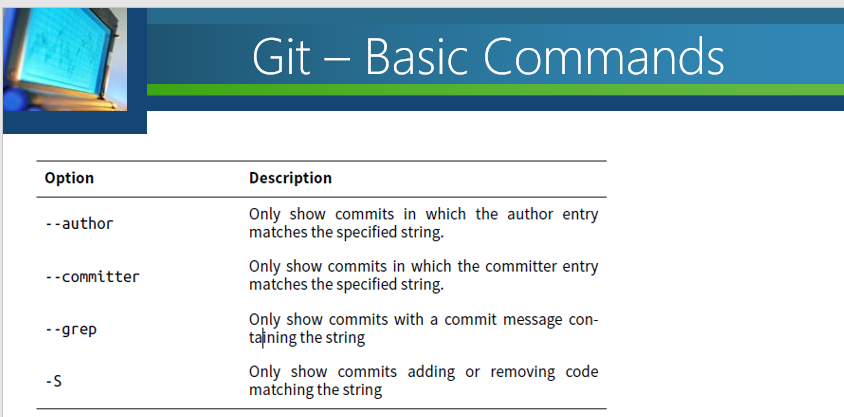 Git – Basic Commands
Option Description
--author Only show commits in which the author entry
matches the specified string.
--committer Only show commits in which the committer entry
matches the specified string.
--grep Only show commits with a commit message con-
taining the string
-S Only show commits adding or removing code
matching the string